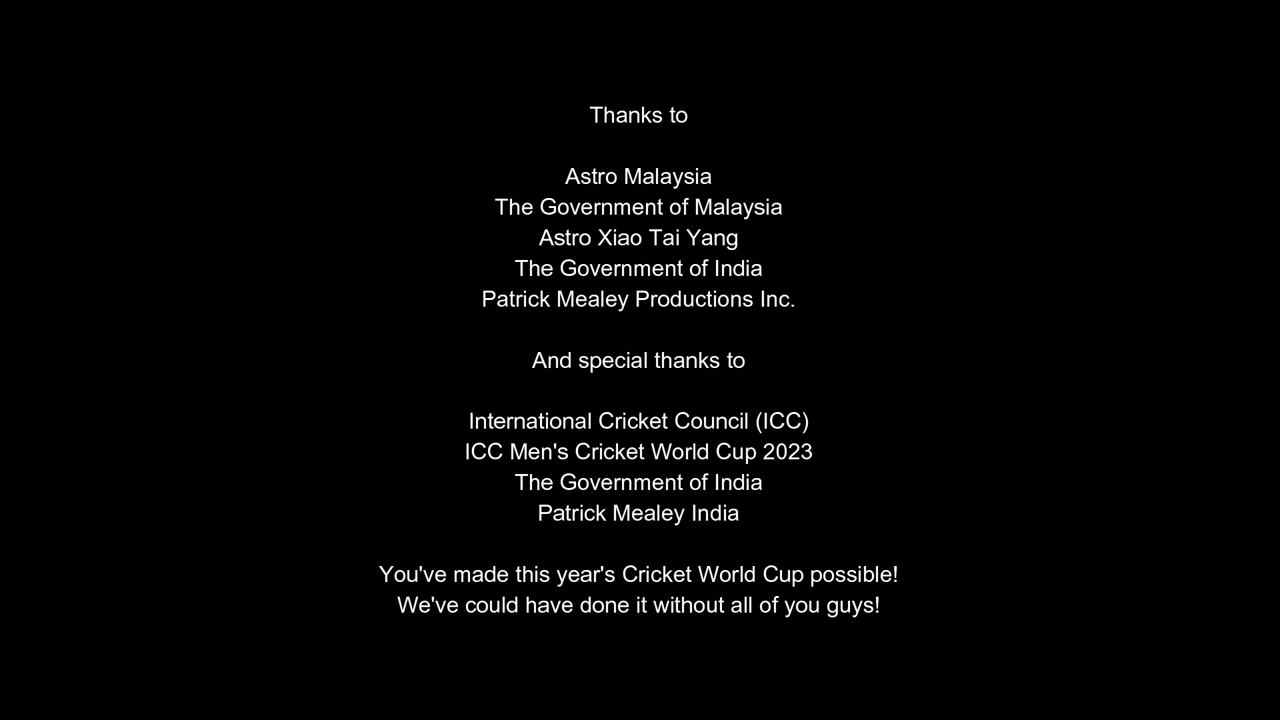 Thanks to
Astro Malaysia
The Government of Malaysia
Astro Xiao Tai Yang
The Government of India
Patrick Mealey Productions Inc.
And special thanks to
International Cricket Council (ICC)
ICC Men's Cricket World Cup 2023
The Government of India
Patrick Mealey India
You've made this year's Cricket World Cup possible!
We've could have done it without all of you guys!